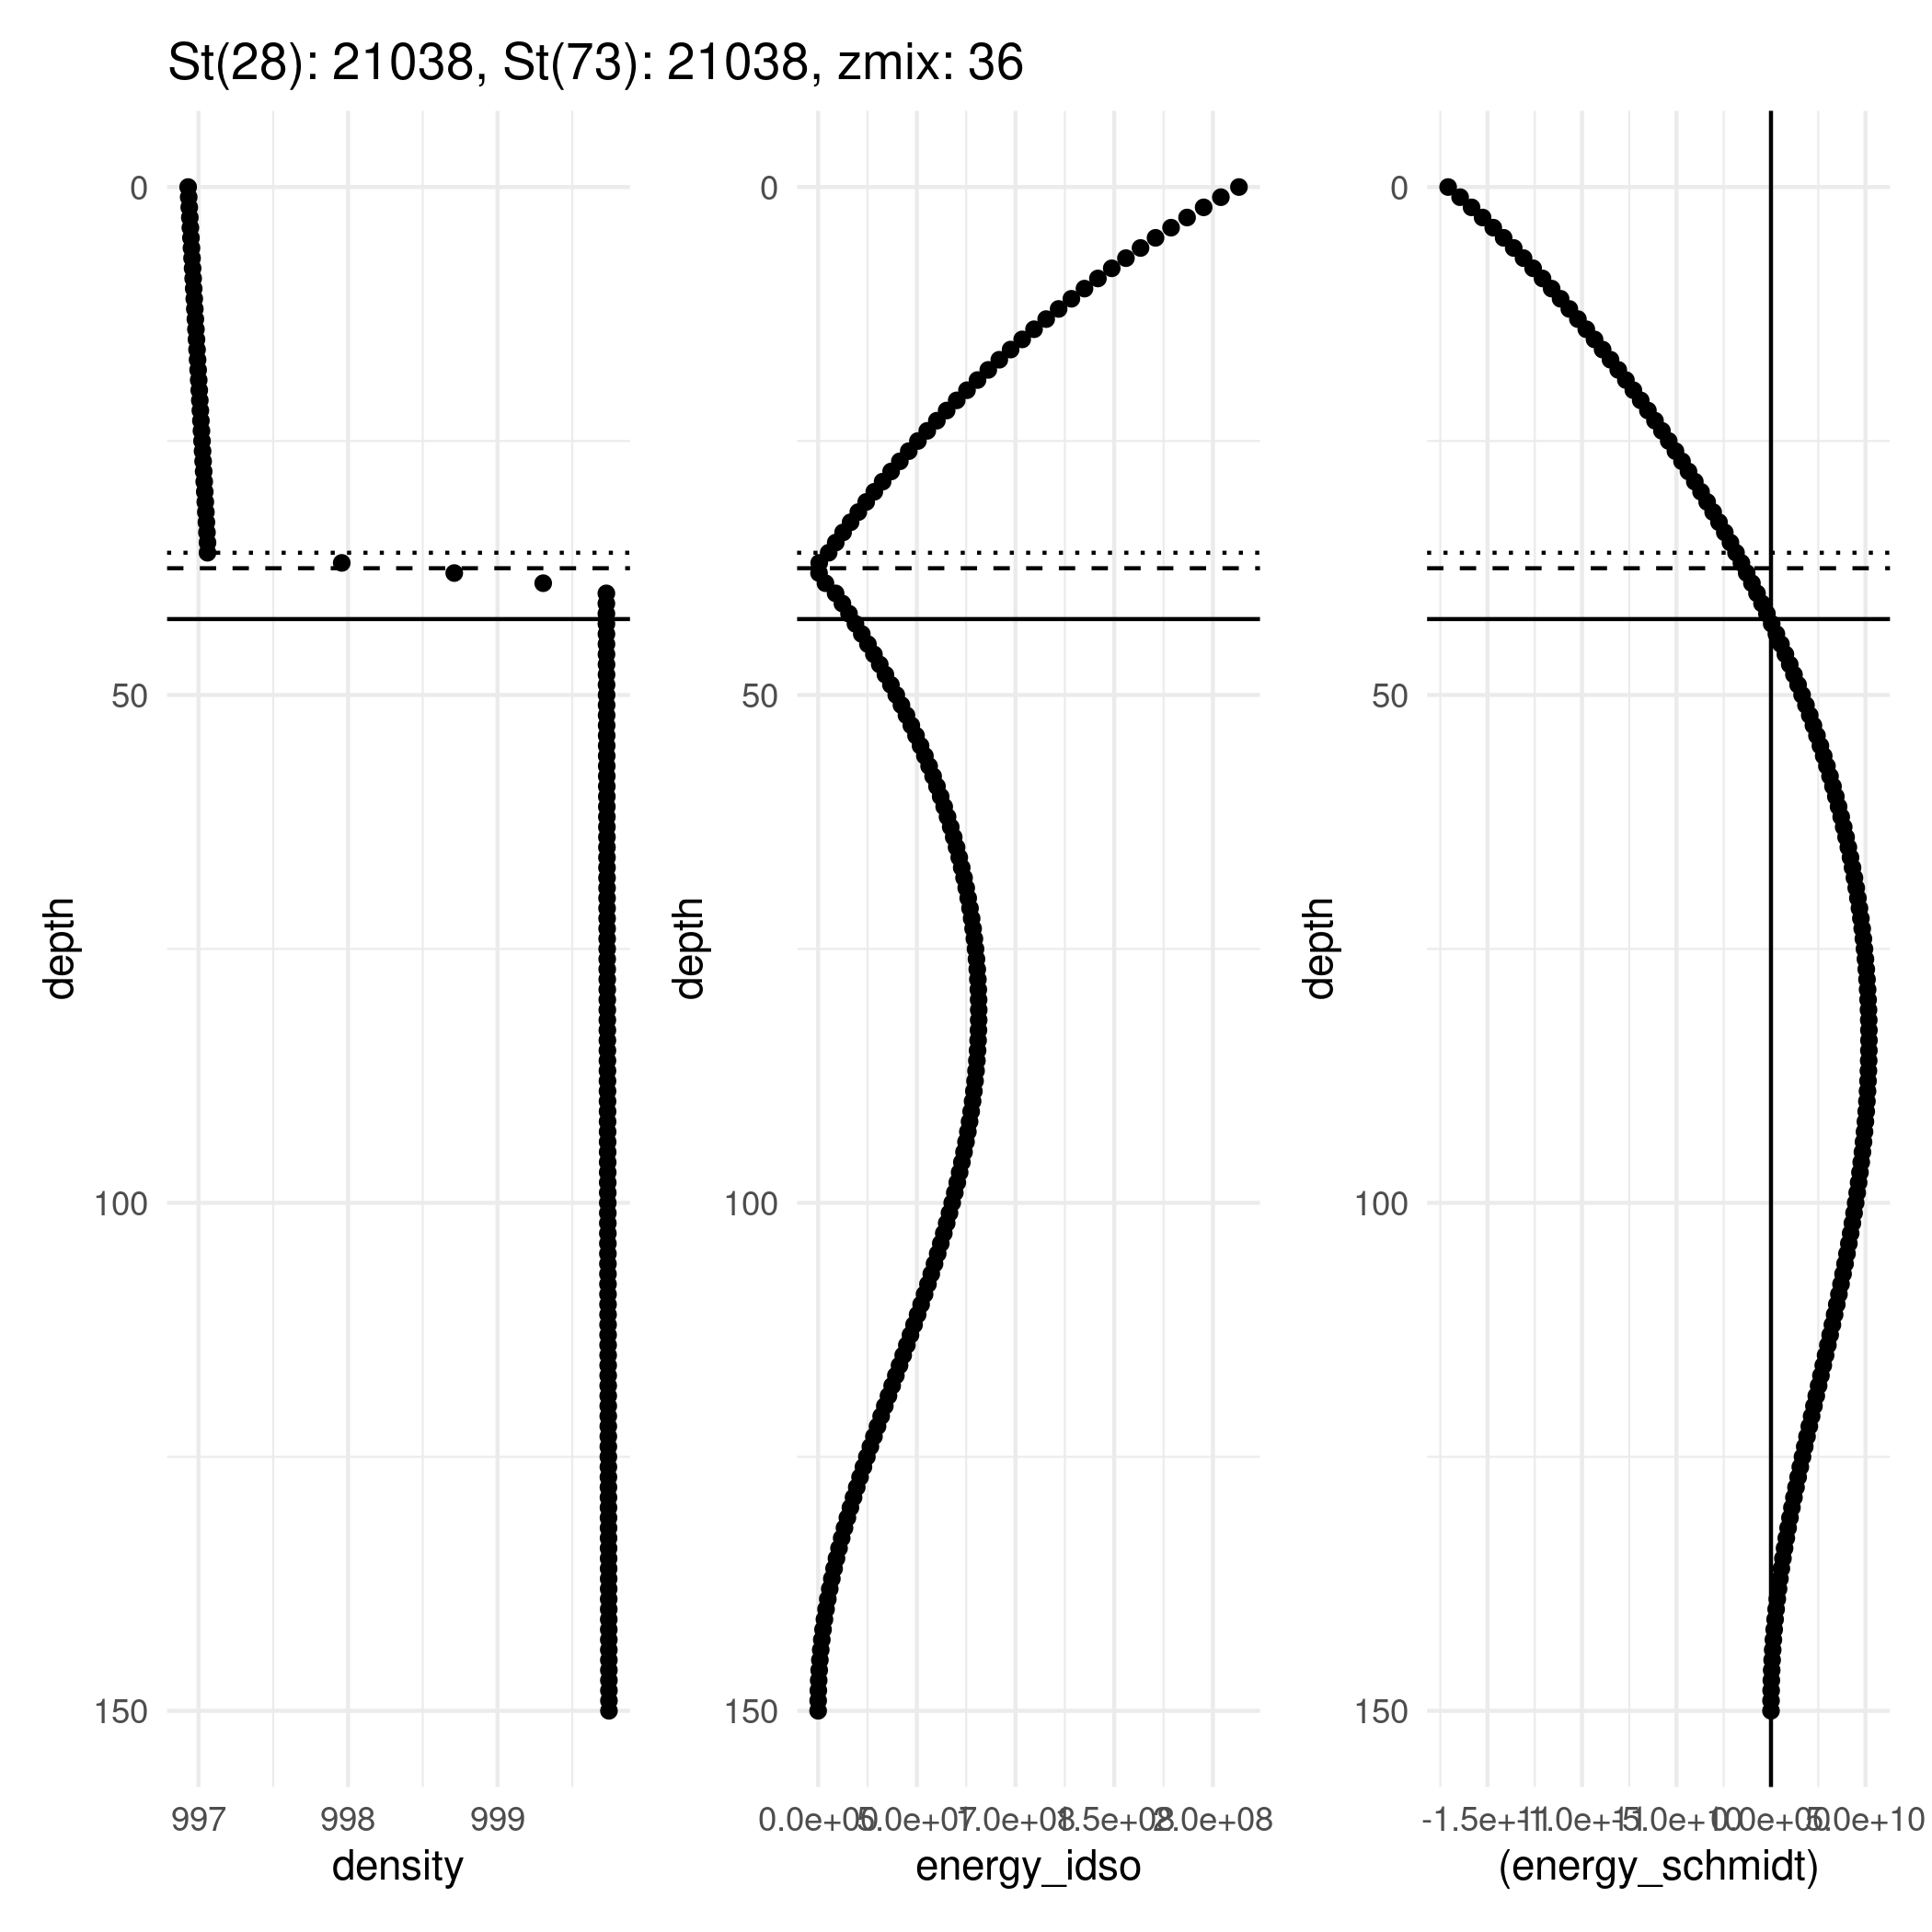 St(28): 21038, St(73): 21038, zmix: 36
0
50
100
150
depth
997 998 999
density
0
50
100
150
depth
0.0e+00 5.0e+07 1.0e+08 1.5e+08 2.0e+08
energy_idso
0
50
100
150
depth
-1.5e+11 -1.0e+11 -5.0e+10 0.0e+00 5.0e+10
(energy_schmidt)